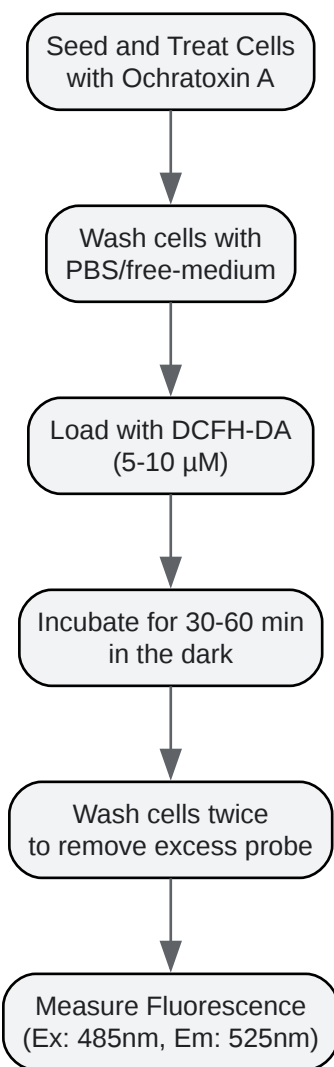 Seed and Treat Cells
with Ochratoxin A
Wash cells with
PBS/free-medium
Load with DCFH-DA
(5-10 µM)
Incubate for 30-60 min
in the dark
Wash cells twice
to remove excess probe
Measure Fluorescence
(Ex: 485nm, Em: 525nm)